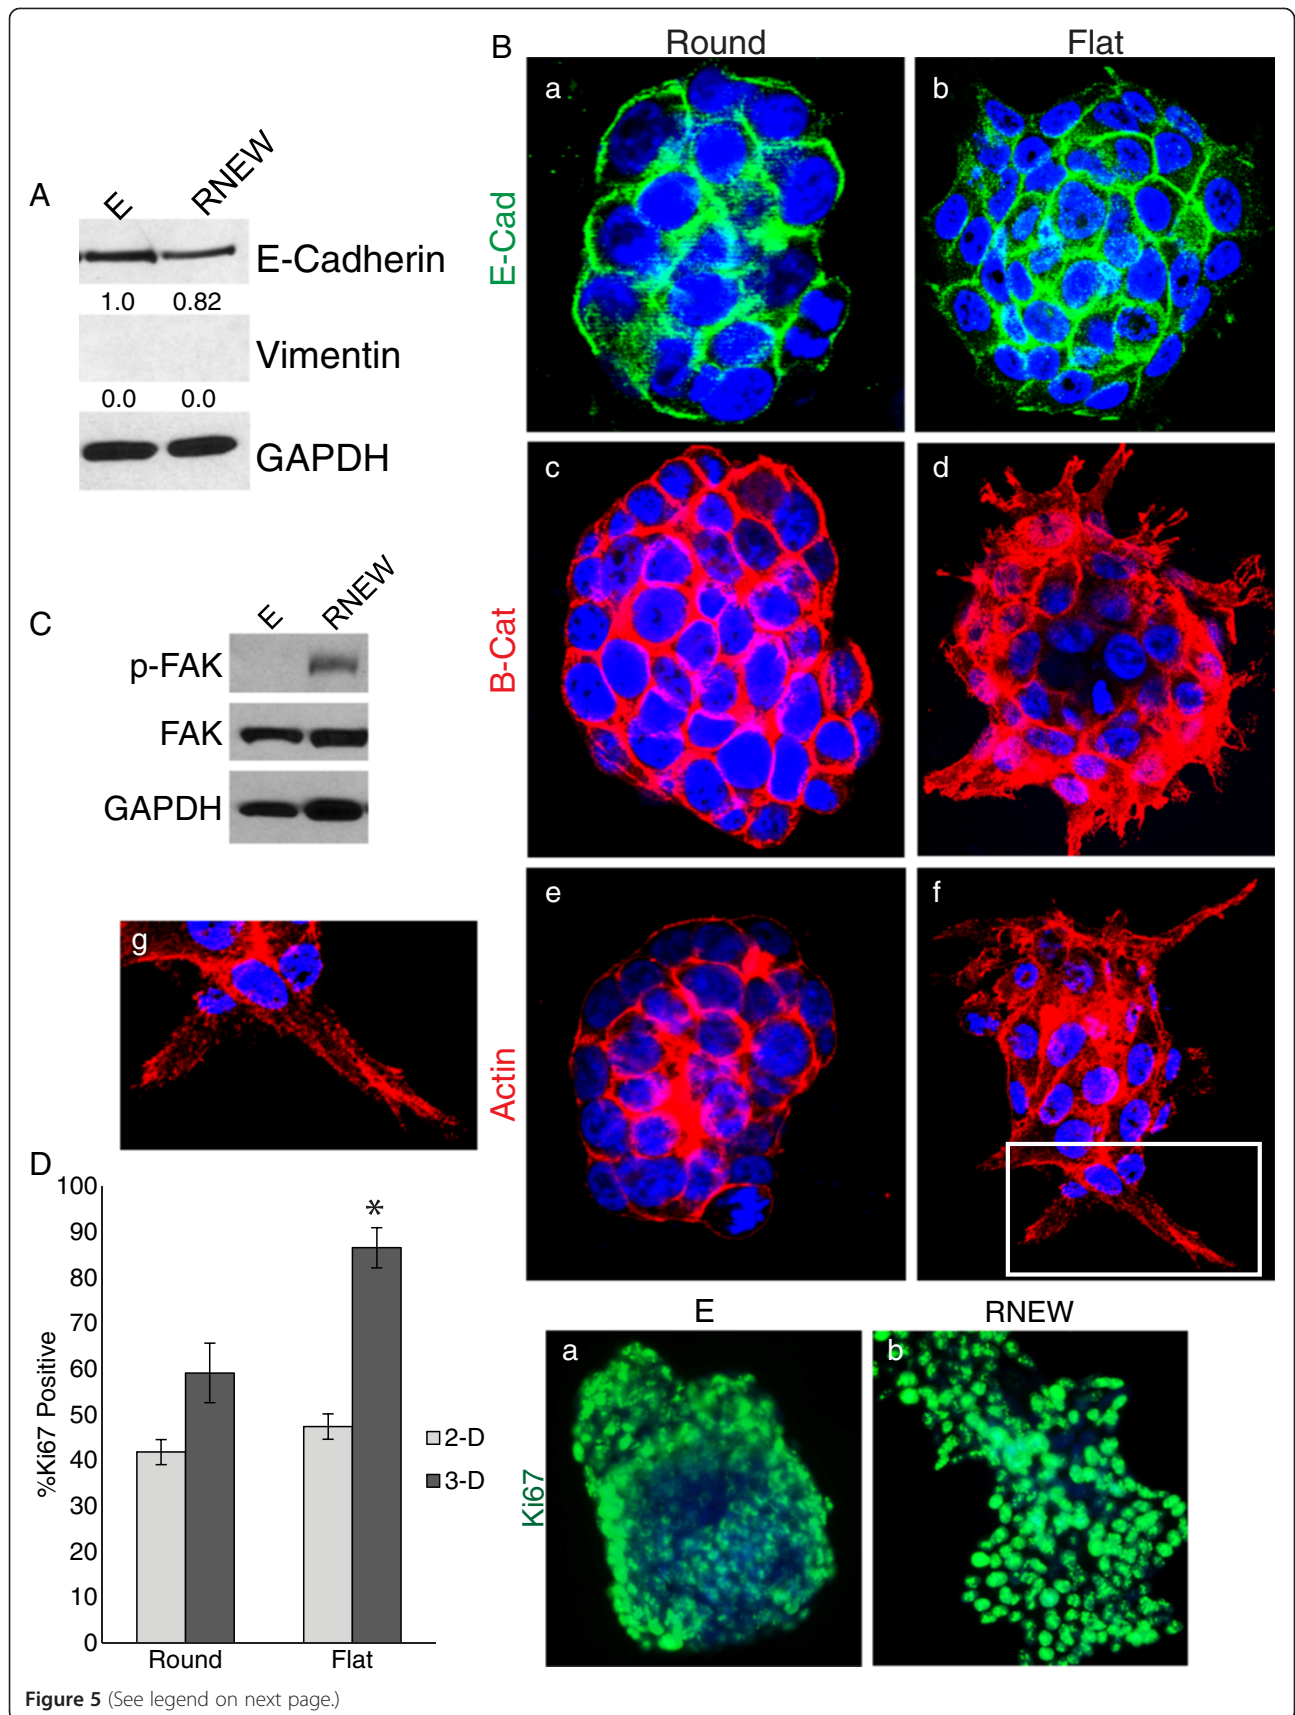 A
E RNEW
E-Cadherin
1.0 0.82
Vimentin
0.0 0.0
GAPDH
B
Round Flat
E-Cad
a b
B-Cat
c d
Actin
e f
g
C
E RNEW
p-FAK
FAK
GAPDH
D
%Ki67 Positive
100
90
80
70
60
50
40
30
20
10
0
*
Round Flat
2-D
3-D
E RNEW
Ki67
a b
Figure 5 (See legend on next page.)